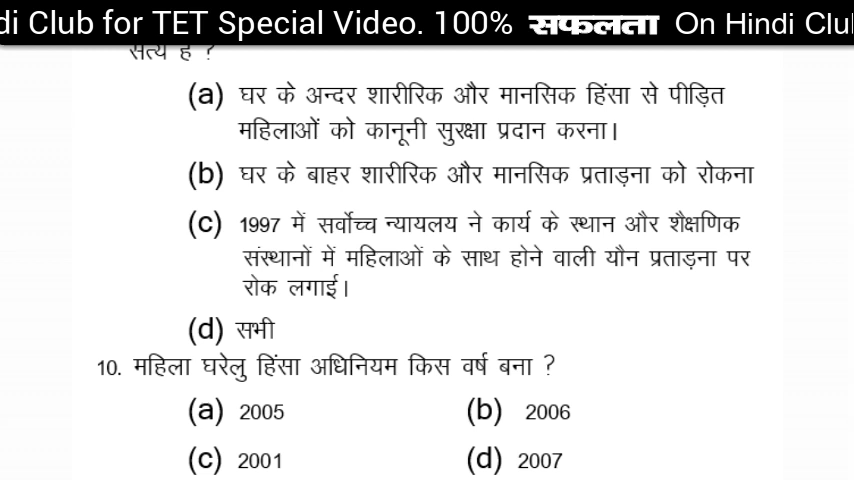 di Club for TET Special Video. 100% सफलता On Hindi Clu
सत्य है ?
(a) घर के अन्दर शारीरिक और मानसिक हिंसा से पीड़ित
महिलाओं को कानूनी सुरक्षा प्रदान करना।
(b) घर के बाहर शारीरिक और मानसिक प्रताड़ना को रोकना
(c) 1997 में सर्वोच्च न्यायलय ने कार्य के स्थान और शैक्षणिक
संस्थानों में महिलाओं के साथ होने वाली यौन प्रताड़ना पर
रोक लगाई।
(d) सभी
10. महिला घरेलु हिंसा अधिनियम किस वर्ष बना ?
(a) 2005 (b) 2006
(c) 2001 (d) 2007